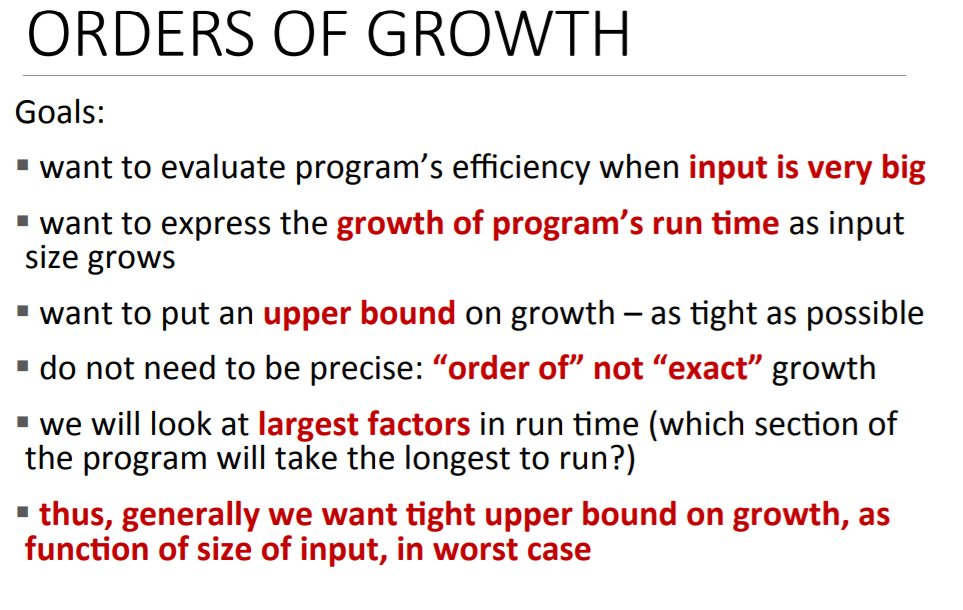 ORDERS OF GROWTH
Goals:
▪ want to evaluate program’s efficiency when input is very big
▪ want to express the growth of program’s run time as input
size grows
▪ want to put an upper bound on growth – as tight as possible
▪ do not need to be precise: “order of” not “exact” growth
▪ we will look at largest factors in run time (which section of
the program will take the longest to run?)
▪ thus, generally we want tight upper bound on growth, as
function of size of input, in worst case